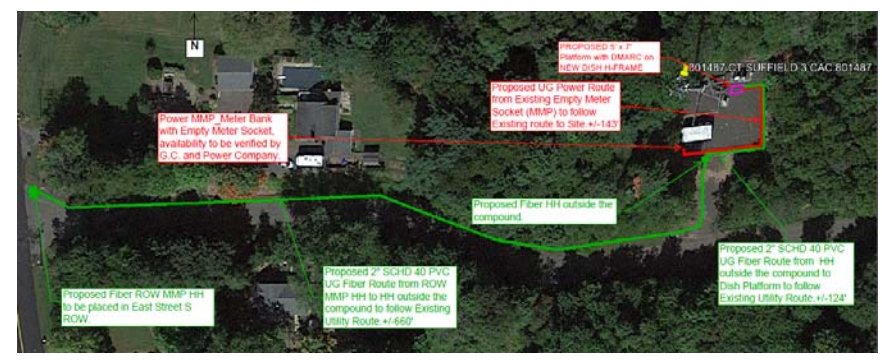 N
PROPOSED 5' x 7'
Platform with DMARC on
NEW DISH H-FRAME
801487 CT SUFFIELD 3 CAC 801487
Proposed UG Power Route
from Existing Empty Meter
Socket (MMP) to follow
Existing route to Site.+/-143'
Power MMP_Meter Bank
with Empty Meter Socket,
availability to be verified by
G.C. and Power Company.
Proposed Fiber HH outside the
compound.
Proposed 2" SCHD 40 PVC
UG Fiber Route from HH
outside the compound to
Dish Platform to follow
Existing Utility Route.+/-124'
Proposed 2" SCHD 40 PVC
UG Fiber Route from ROW
MMP HH to HH outside the
compound to follow Existing
Utility Route.+/-660'
Proposed Fiber ROW MMP HH
to be placed in East Street S
ROW.